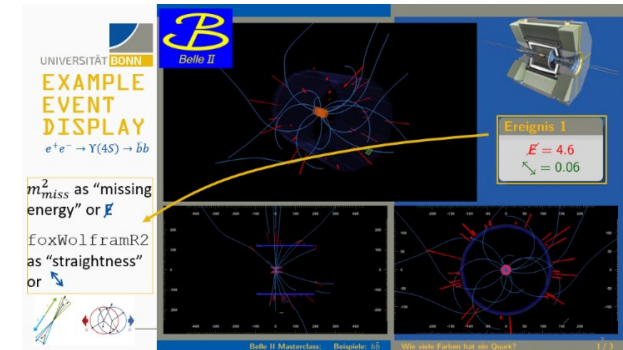 UNIVERSITÄT BONN
EXAMPLE
EVENT
DISPLAY
e⁺e⁻ → Υ(4S) → b̄b
m²miss as “missing
energy” or E̸
foxWolframR2
as “straightness”
or ⤡
Belle II
Ereignis 1
E̸ = 4.6
⤡ = 0.06
Belle II Masterclass: Beispiele: bb̄
Wie viele Farben hat ein Quark?
1 / 3